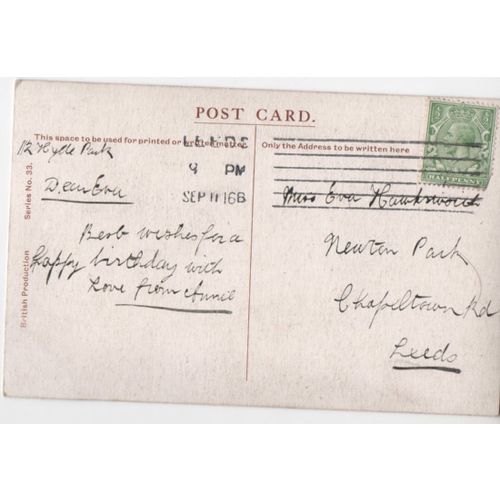 POST CARD.
This space to be used for printed or written matter
Only the Address to be written here
LEEDS
9 PM
SEP 11 16B
HALFPENNY
112 Hyde Park
Dear Eva
Best wishes for a
happy birthday with
Love from Annie
Miss Eva Hawksworth
Newton Park
Chapeltown Rd
Leeds
British Production
Series No. 33.